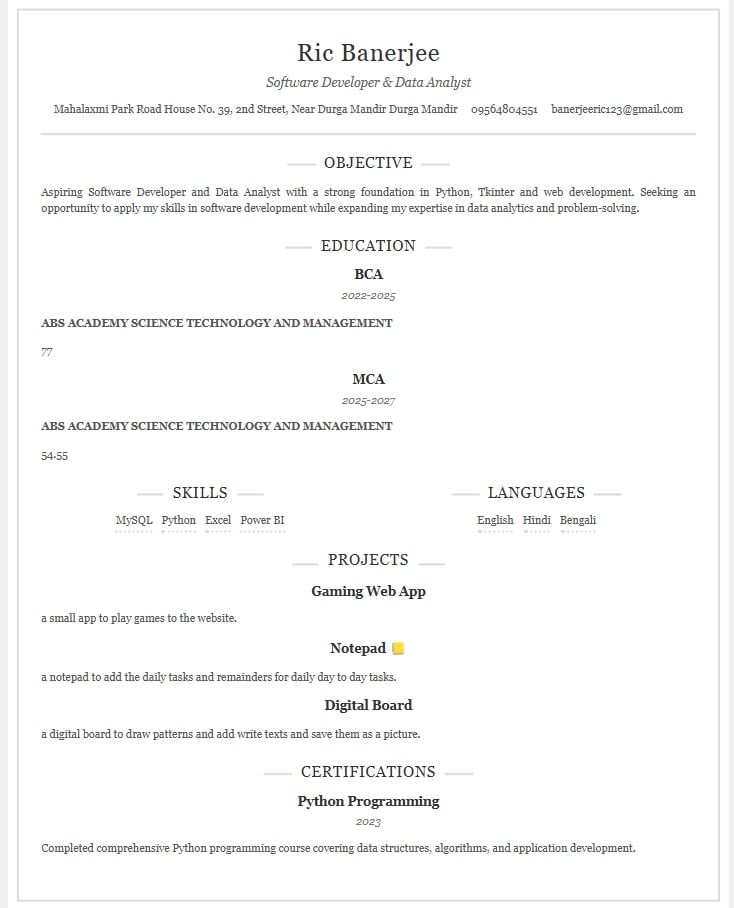 Ric Banerjee
Software Developer & Data Analyst
Mahalaxmi Park Road House No. 39, 2nd Street, Near Durga Mandir Durga Mandir 09564804551 banerjeeric123@gmail.com
OBJECTIVE
Aspiring Software Developer and Data Analyst with a strong foundation in Python, Tkinter and web development. Seeking an
opportunity to apply my skills in software development while expanding my expertise in data analytics and problem-solving.
EDUCATION
BCA
2022-2025
ABS ACADEMY SCIENCE TECHNOLOGY AND MANAGEMENT
77
MCA
2025-2027
ABS ACADEMY SCIENCE TECHNOLOGY AND MANAGEMENT
54.55
SKILLS
MySQL Python Excel Power BI
LANGUAGES
English Hindi Bengali
PROJECTS
Gaming Web App
a small app to play games to the website.
Notepad 📒
a notepad to add the daily tasks and remainders for daily day to day tasks.
Digital Board
a digital board to draw patterns and add write texts and save them as a picture.
CERTIFICATIONS
Python Programming
2023
Completed comprehensive Python programming course covering data structures, algorithms, and application development.